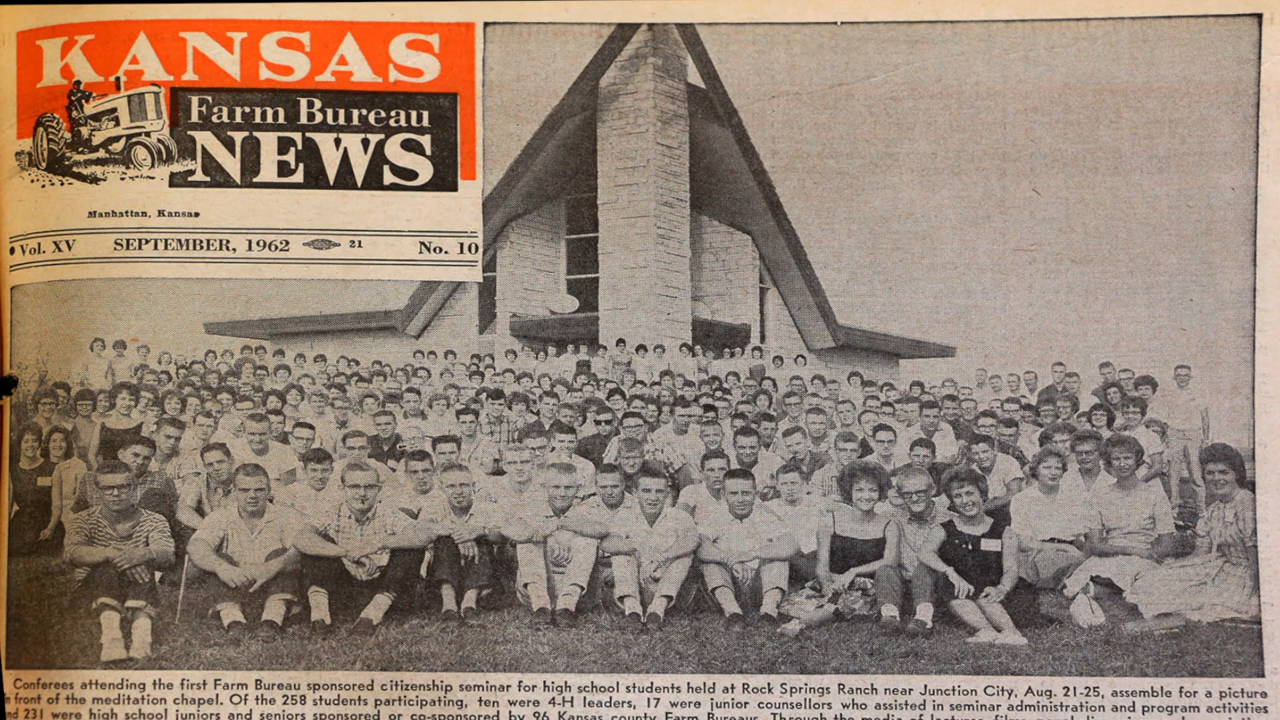 KANSAS
Farm Bureau
NEWS
Manhattan, Kansas
Vol. XV SEPTEMBER, 1962 21 No. 10
Conferees attending the first Farm Bureau sponsored citizenship seminar for high school students held at Rock Springs Ranch near Junction City, Aug. 21-25, assemble for a picture
in front of the meditation chapel. Of the 258 students participating, ten were 4-H leaders, 17 were junior counsellors who assisted in seminar administration and program activities
and 231 were high school juniors and seniors sponsored or co-sponsored by 96 Kansas county Farm Bureaus. Through the media of lectures, films, panel